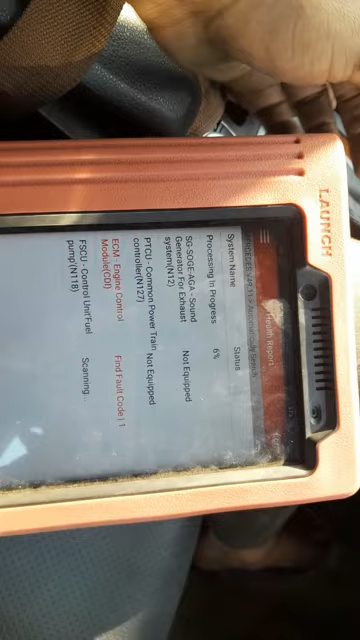 LAUNCH
Health Report
System Name Status
Processing In Progress 6%
SG-SOGE-AGA - Sound
Generator For Exhaust
system(N12) Not Equipped
PTCU - Common Power Train
controller(N127) Not Equipped
ECM - Engine Control
Module(CDI) Find Fault Code | 1
FSCU - Control Unit'Fuel
pump'(N118) Scanning...